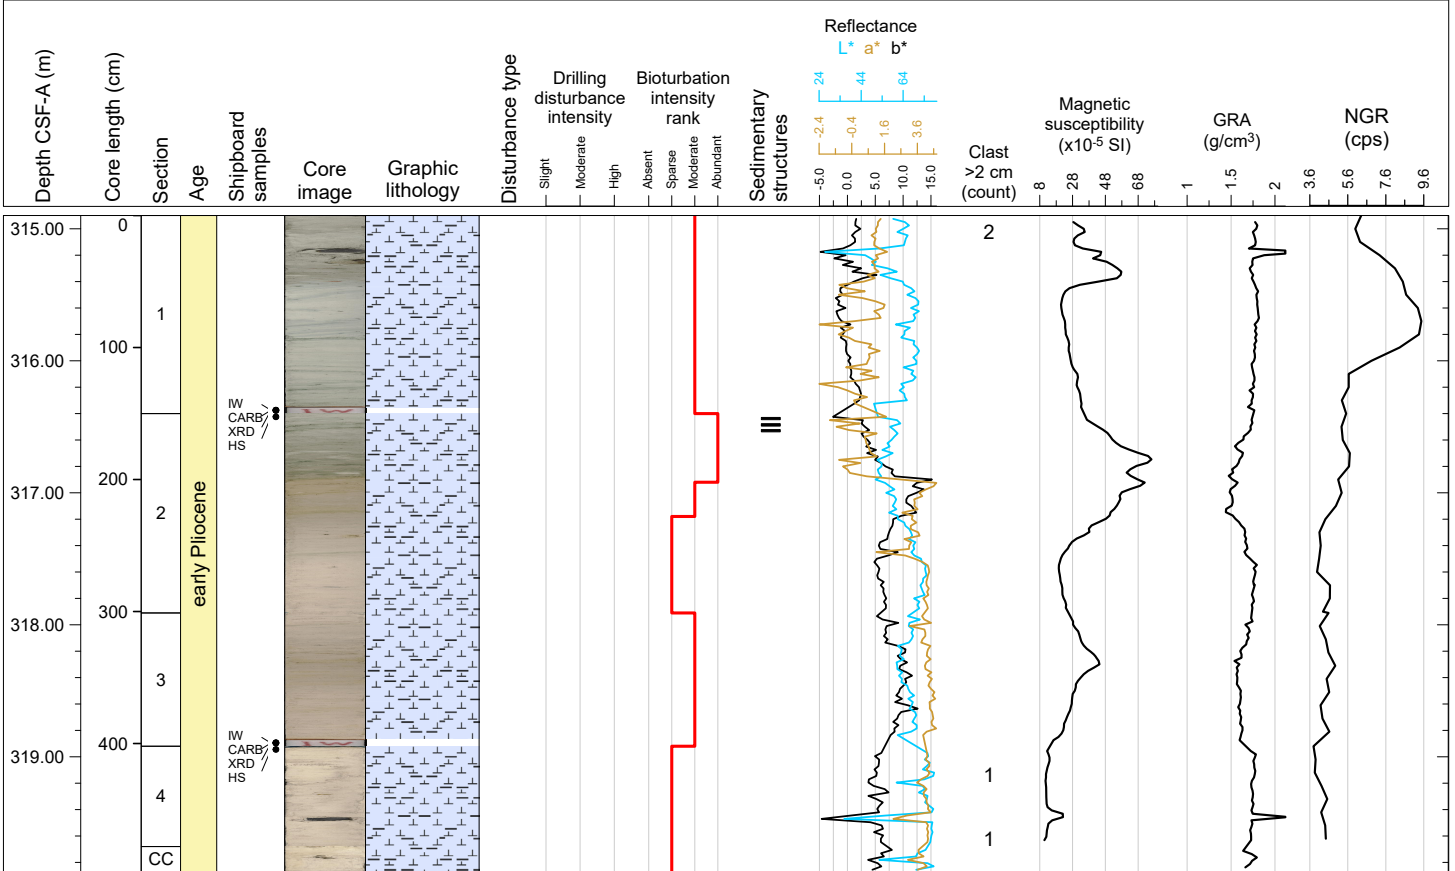 Depth CSF-A (m)
Core length (cm)
Section
Age
Shipboard
samples
Core
image
Graphic
lithology
Disturbance type
Drilling
disturbance
intensity
Slight
Moderate
High
Bioturbation
intensity
rank
Absent
Sparse
Moderate
Abundant
Sedimentary
structures
Reflectance
L* a* b*
24 44 64
-2.4 -0.4 1.6 3.6
-5.0 0.0 5.0 10.0 15.0
Clast
>2 cm
(count)
Magnetic
susceptibility
(x10-5 SI)
8 28 48 68
GRA
(g/cm3)
1 1.5 2
NGR
(cps)
3.6 5.6 7.6 9.6
315.00
316.00
317.00
318.00
319.00
0
100
200
300
400
1
2
3
4
CC
early Pliocene
IW
CARB
XRD
HS
IW
CARB
XRD
HS
2
1
1